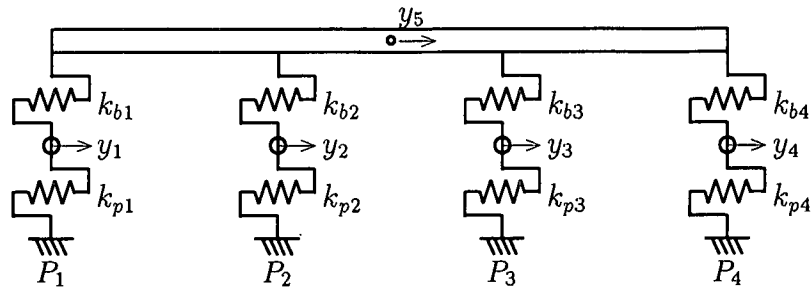 y5
kb1 kb2 kb3 kb4
y1 y2 y3 y4
kp1 kp2 kp3 kp4
P1 P2 P3 P4